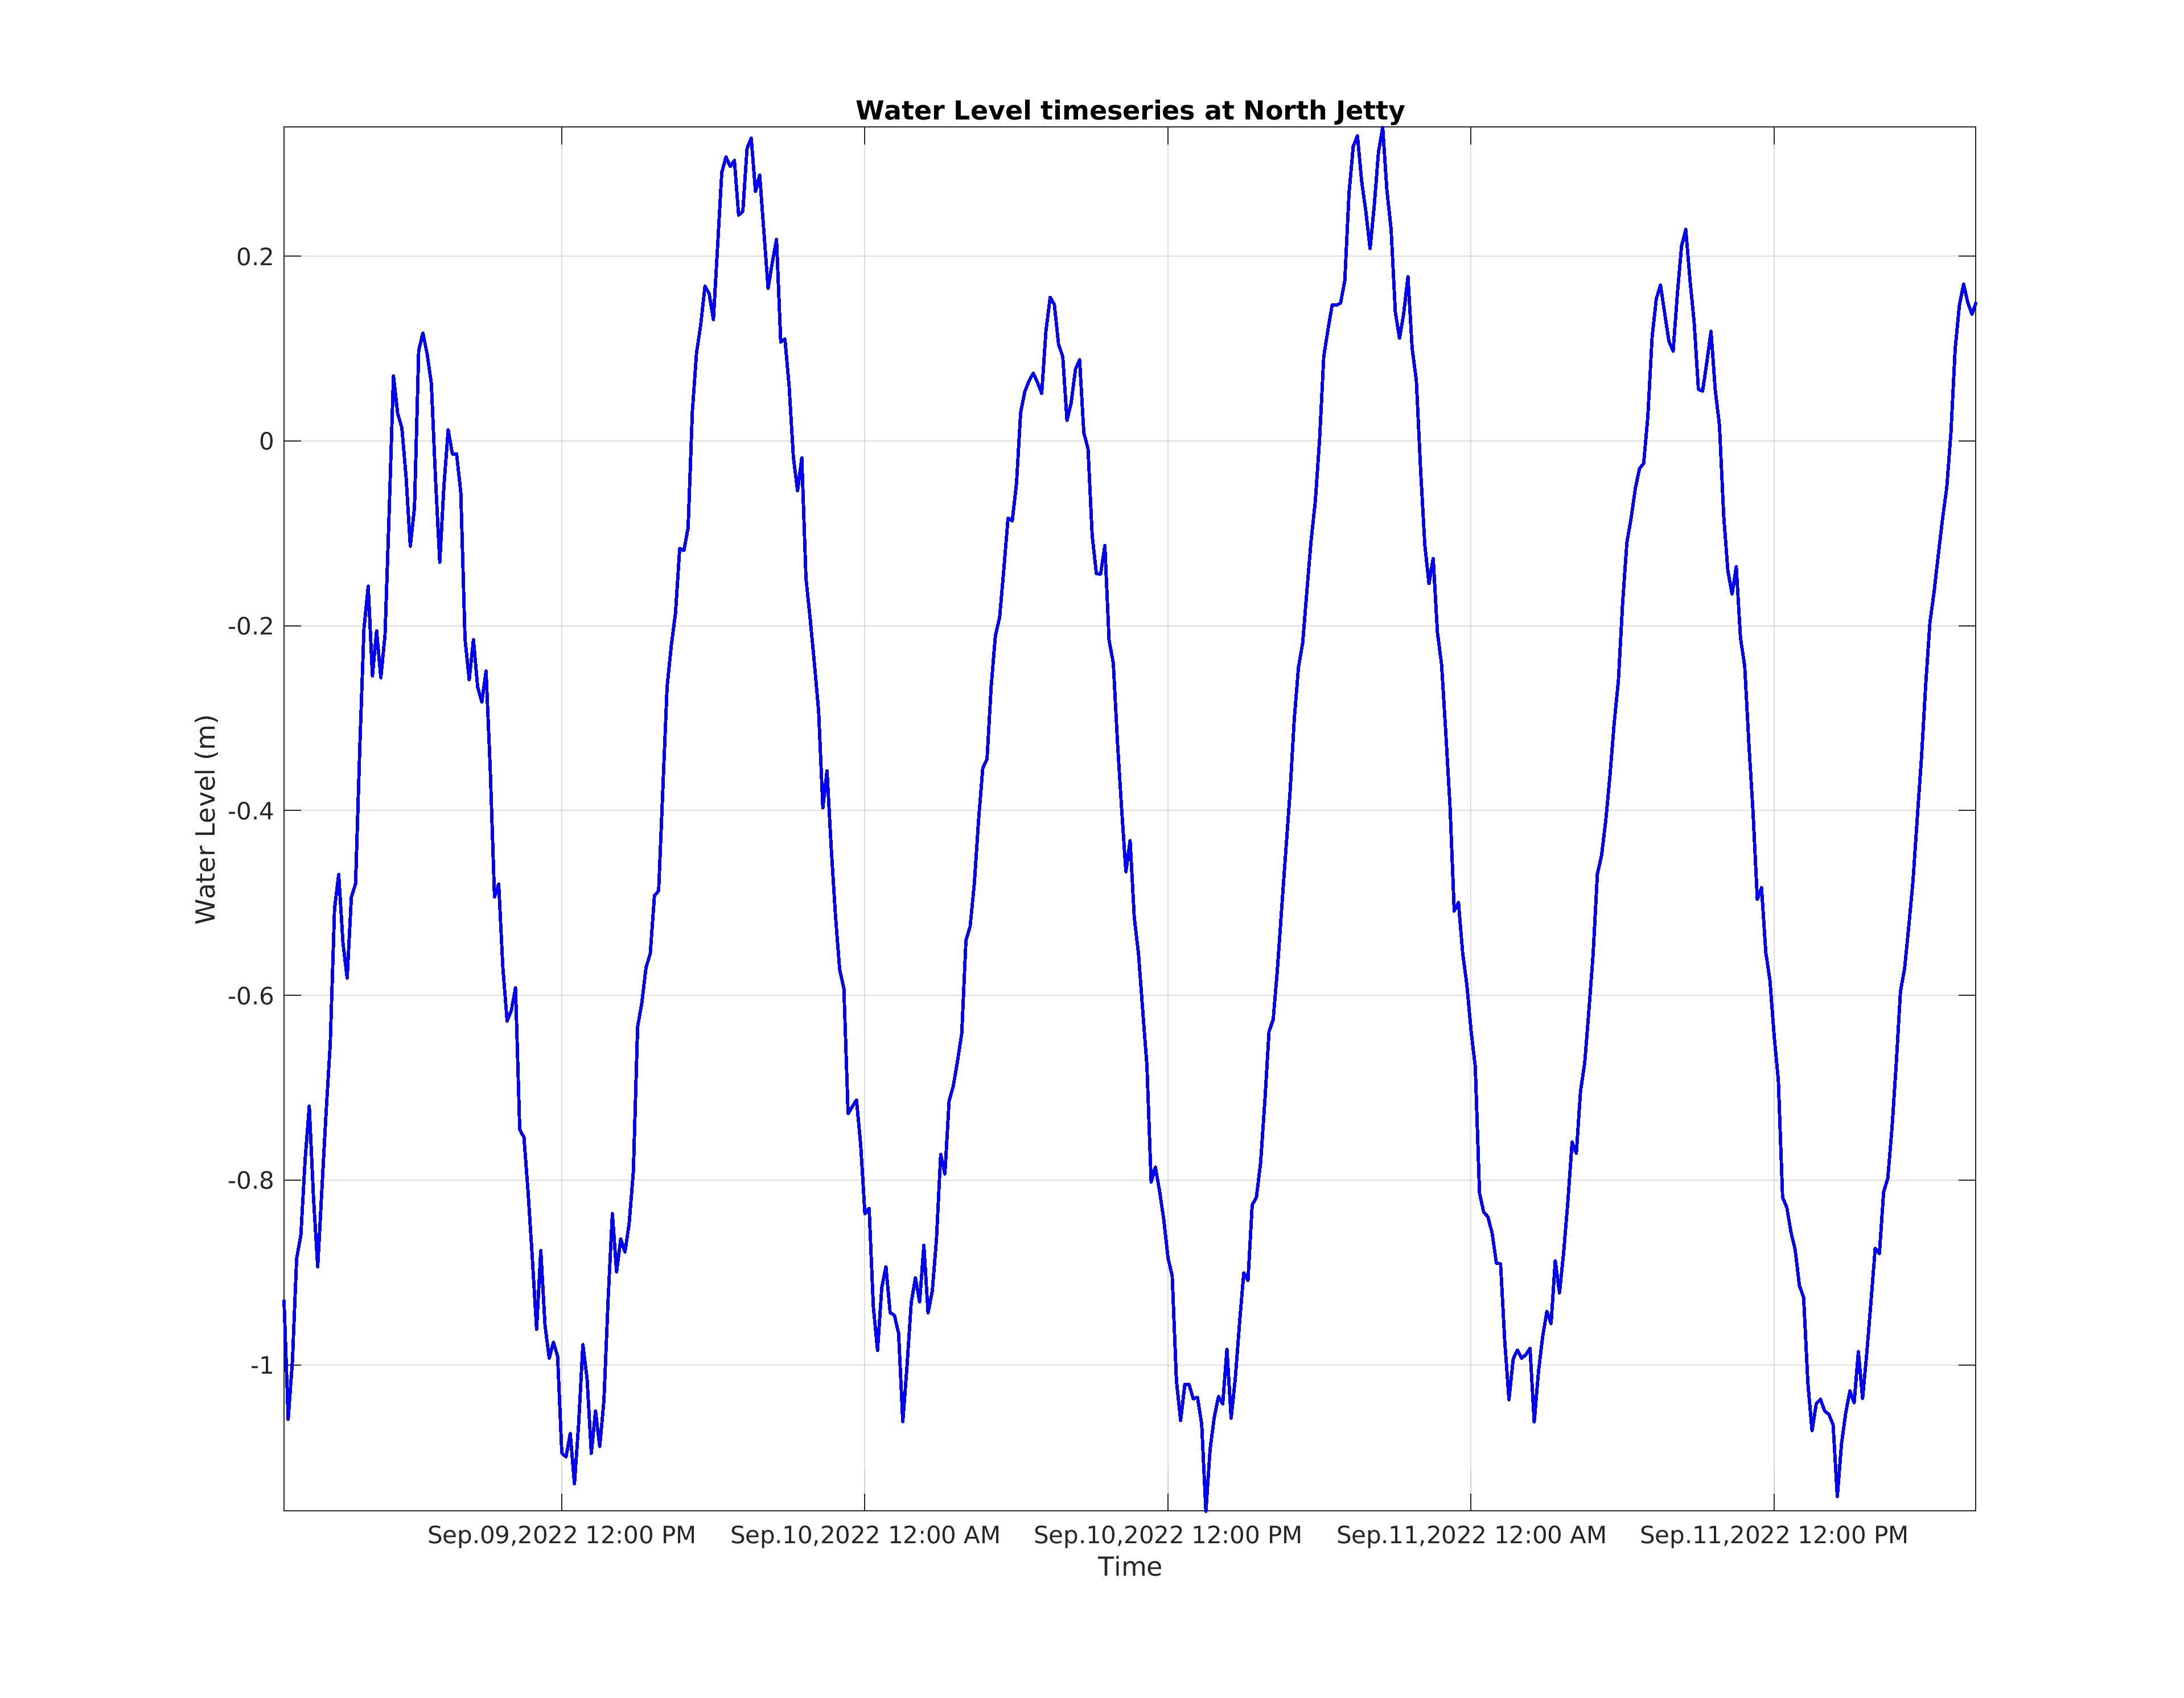 Water Level timeseries at North Jetty
0.2
0
-0.2
-0.4
-0.6
-0.8
-1
Water Level (m)
Sep.09,2022 12:00 PM
Sep.10,2022 12:00 AM
Sep.10,2022 12:00 PM
Sep.11,2022 12:00 AM
Sep.11,2022 12:00 PM
Time